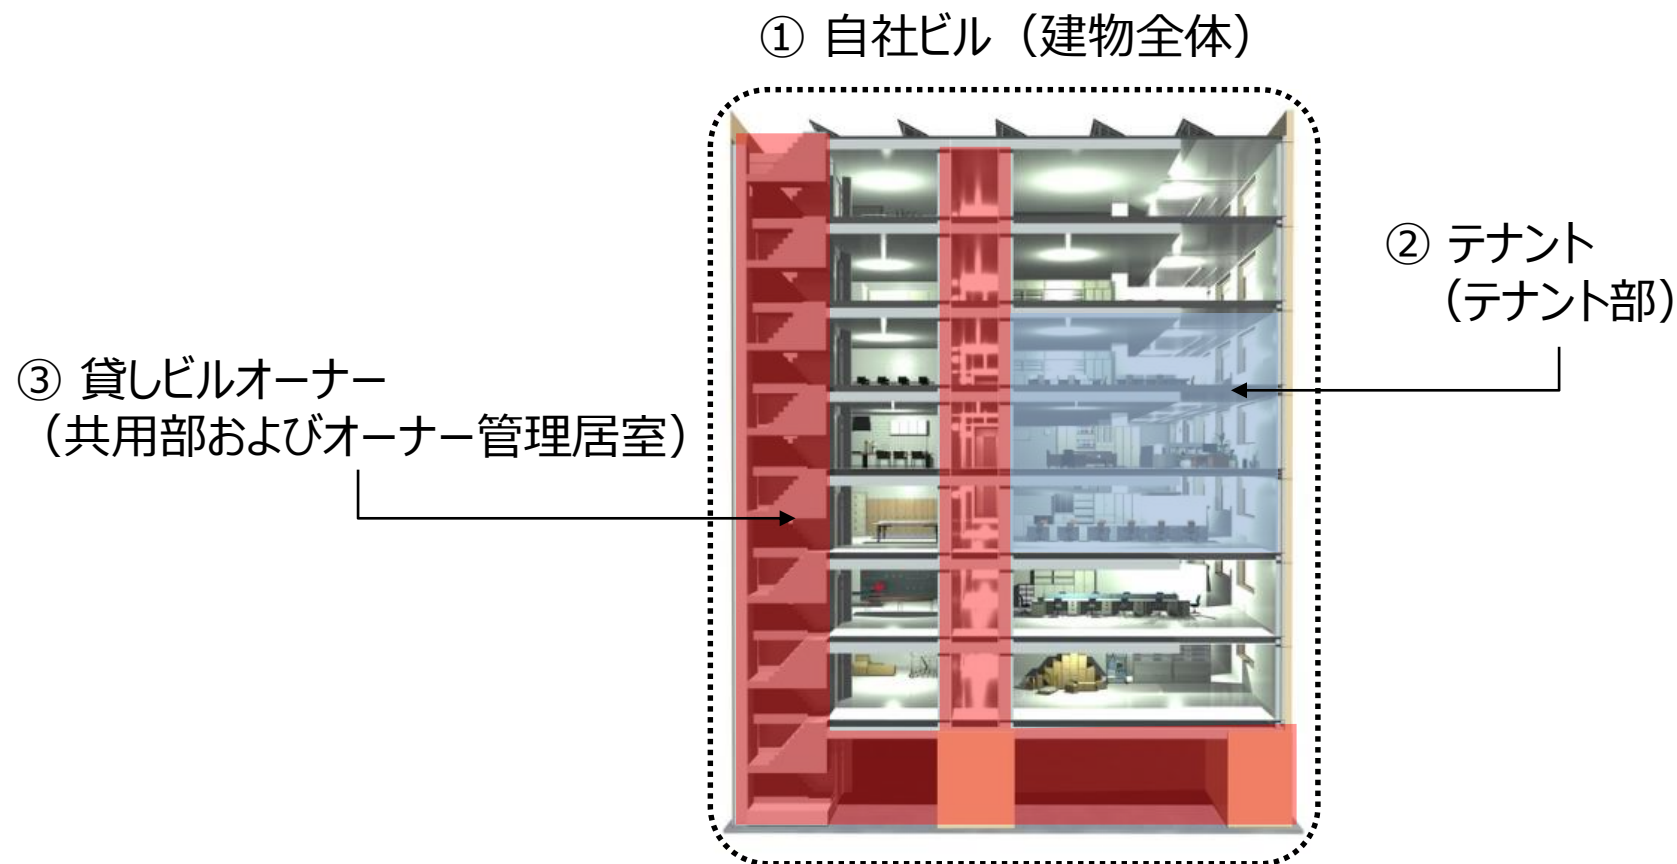 ① 自社ビル（建物全体）
② テナント
（テナント部）
③ 貸しビルオーナー
（共用部およびオーナー管理居室）